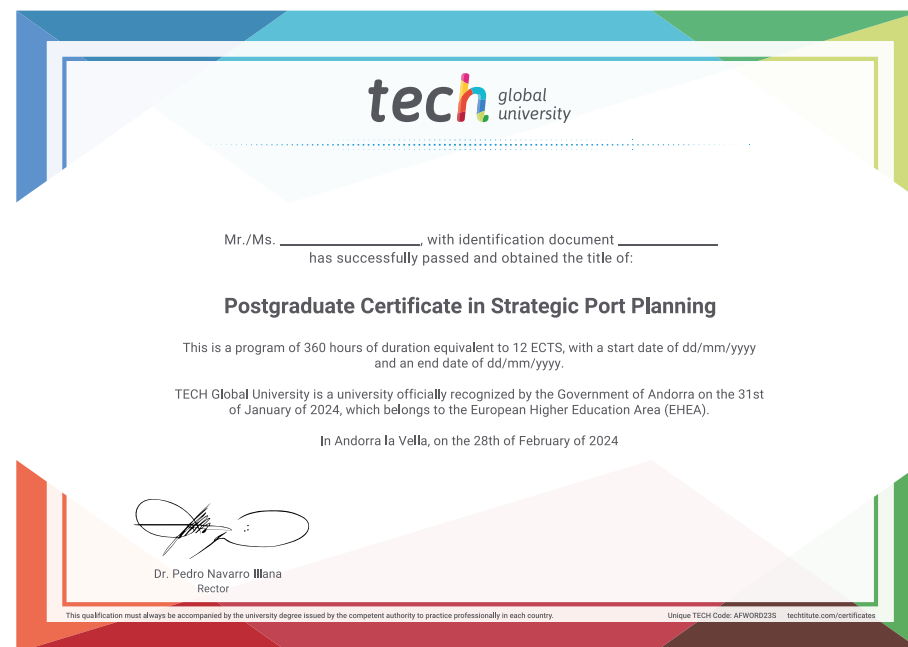 tech global university
Mr./Ms. ____________________, with identification document ______________
has successfully passed and obtained the title of:
Postgraduate Certificate in Strategic Port Planning
This is a program of 360 hours of duration equivalent to 12 ECTS, with a start date of dd/mm/yyyy
and an end date of dd/mm/yyyy.
TECH Global University is a university officially recognized by the Government of Andorra on the 31st
of January of 2024, which belongs to the European Higher Education Area (EHEA).
In Andorra la Vella, on the 28th of February of 2024
Dr. Pedro Navarro Illana
Rector
This qualification must always be accompanied by the university degree issued by the competent authority to practice professionally in each country.
Unique TECH Code: AFWORD23S techtitute.com/certificates